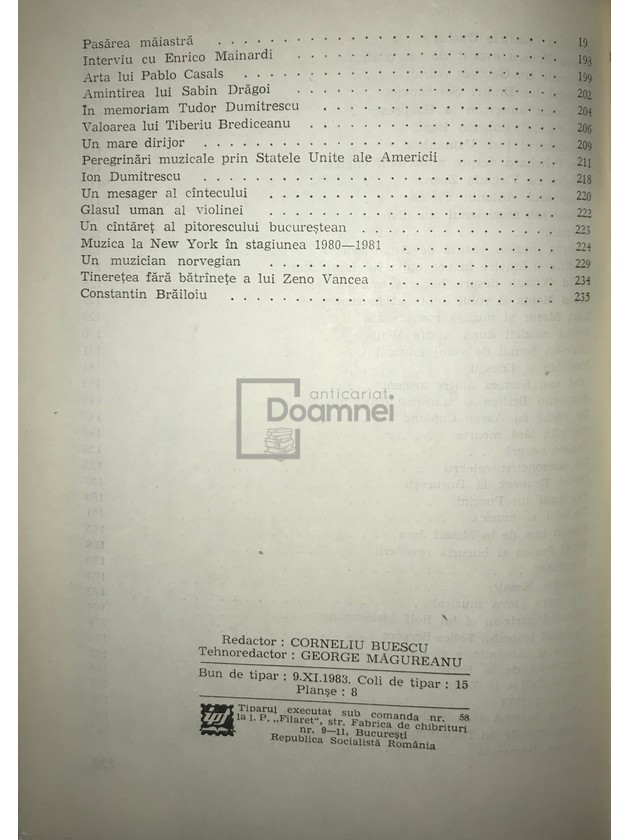 Pasărea măiastră . . . . . . . . . . . . . . . . . . . . 19
Interviu cu Enrico Mainardi . . . . . . . . . . . . . . . . 198
Arta lui Pablo Casals . . . . . . . . . . . . . . . . . . 199
Amintirea lui Sabin Drăgoi . . . . . . . . . . . . . . . . 202
În memoriam Tudor Dumitrescu . . . . . . . . . . . . . . 204
Valoarea lui Tiberiu Brediceanu . . . . . . . . . . . . . . 206
Un mare dirijor . . . . . . . . . . . . . . . . . . . . 209
Peregrinări muzicale prin Statele Unite ale Americii . . . . . . . 211
Ion Dumitrescu . . . . . . . . . . . . . . . . . . . . 218
Un mesager al cîntecului . . . . . . . . . . . . . . . . 220
Glasul uman al violinei . . . . . . . . . . . . . . . . . 222
Un cîntăreț al pitorescului bucureștean . . . . . . . . . . . 223
Muzica la New York în stagiunea 1980—1981 . . . . . . . . . 224
Un muzician norvegian . . . . . . . . . . . . . . . . . 229
Tinerețea fără bătrînețe a lui Zeno Vancea . . . . . . . . . . 234
Constantin Brăiloiu . . . . . . . . . . . . . . . . . . . 235
anticariat
Doamnei
Redactor : CORNELIU BUESCU
Tehnoredactor : GEORGE MĂGUREANU
Bun de tipar : 9.XI.1983. Coli de tipar : 15
Planșe : 8
Tiparul executat sub comanda nr. 58
la I. P. „Filaret", str. Fabrica de chibrituri
nr. 9—11, București
Republica Socialistă România